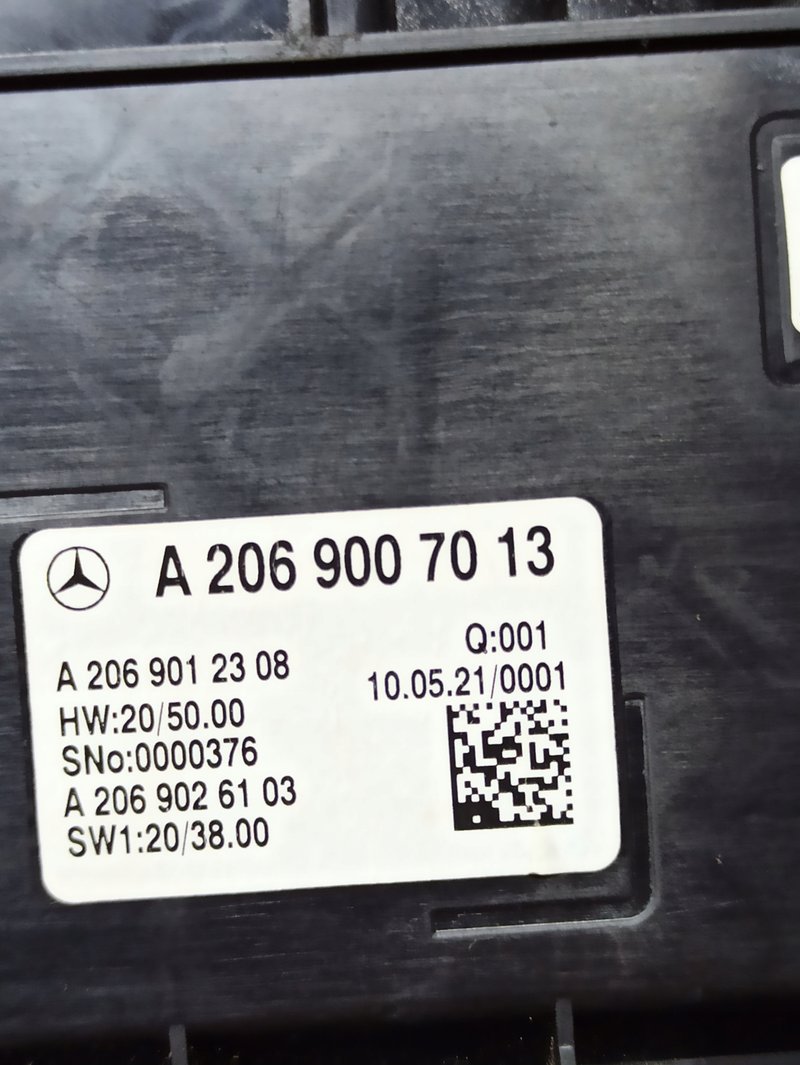 A 206 900 70 13
Q:001
A 206 901 23 08
10.05.21/0001
HW:20/50.00
SNo:0000376
A 206 902 61 03
SW1:20/38.00